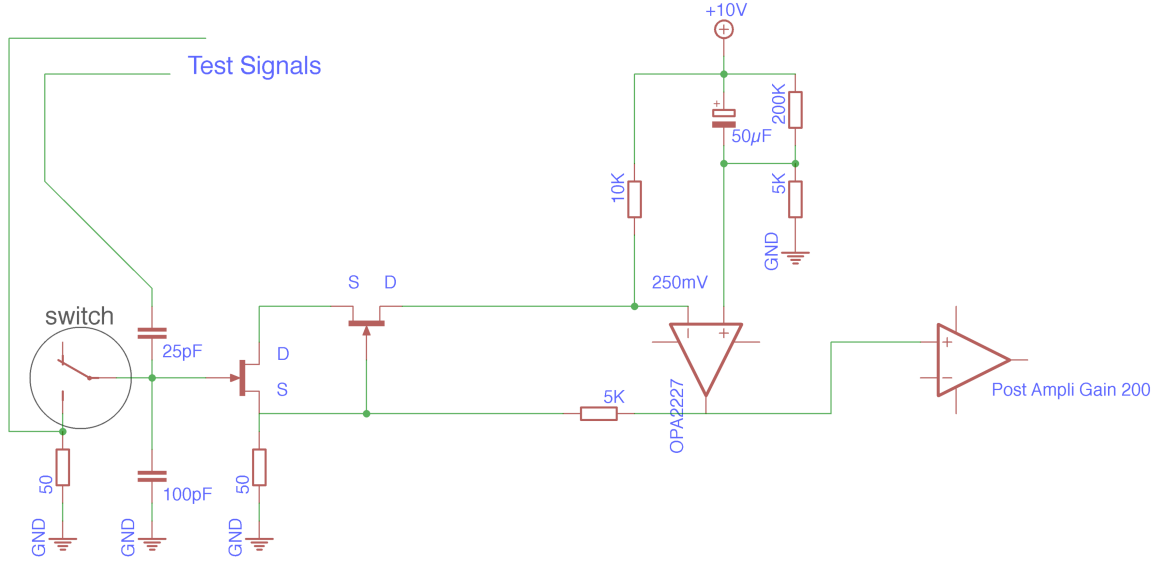 +10V
Test Signals
+
200K
50µF
10K
5K
GND
S D
250mV
switch
25pF
D
S
5K
OPA2227
Post Ampli Gain 200
50
100pF
50
GND
GND
GND